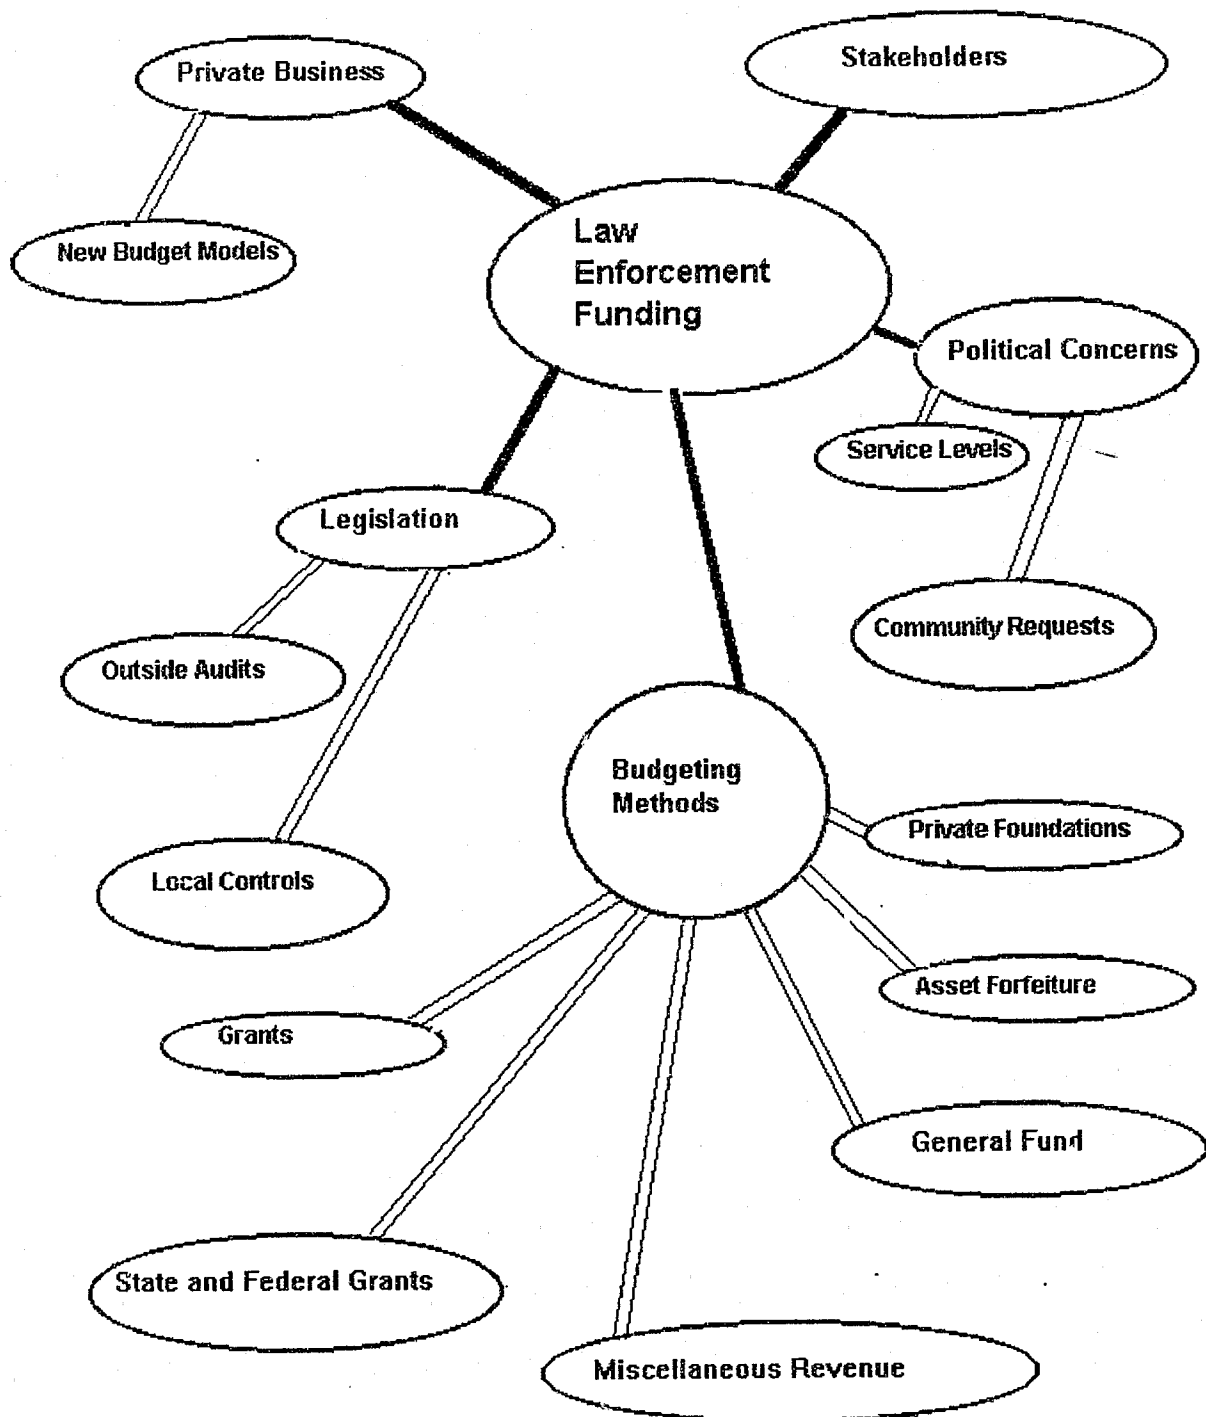 Private Business
Stakeholders
New Budget Models
Law
Enforcement
Funding
Political Concerns
Service Levels
Legislation
Community Requests
Outside Audits
Budgeting
Methods
Private Foundations
Local Controls
Asset Forfeiture
Grants
General Fund
State and Federal Grants
Miscellaneous Revenue